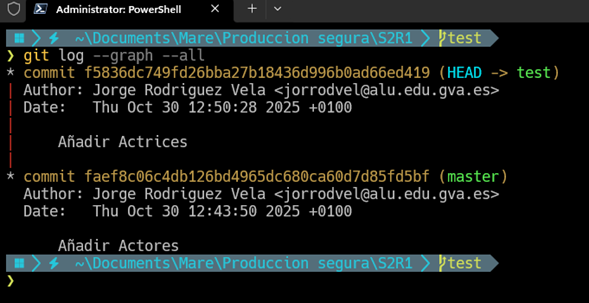 Administrator: PowerShell
~\Documents\Mare\Produccion segura\S2R1 test
❯ git log --graph --all
* commit f5836dc749fd26bba27b18436d996b0ad66ed419 (HEAD -> test)
| Author: Jorge Rodriguez Vela <jorrodvel@alu.edu.gva.es>
| Date:   Thu Oct 30 12:50:28 2025 +0100
|
|     Añadir Actrices
|
* commit faef8c06c4db126bd4965dc680ca60d7d85fd5bf (master)
  Author: Jorge Rodriguez Vela <jorrodvel@alu.edu.gva.es>
  Date:   Thu Oct 30 12:43:50 2025 +0100

      Añadir Actores
~\Documents\Mare\Produccion segura\S2R1 test
❯